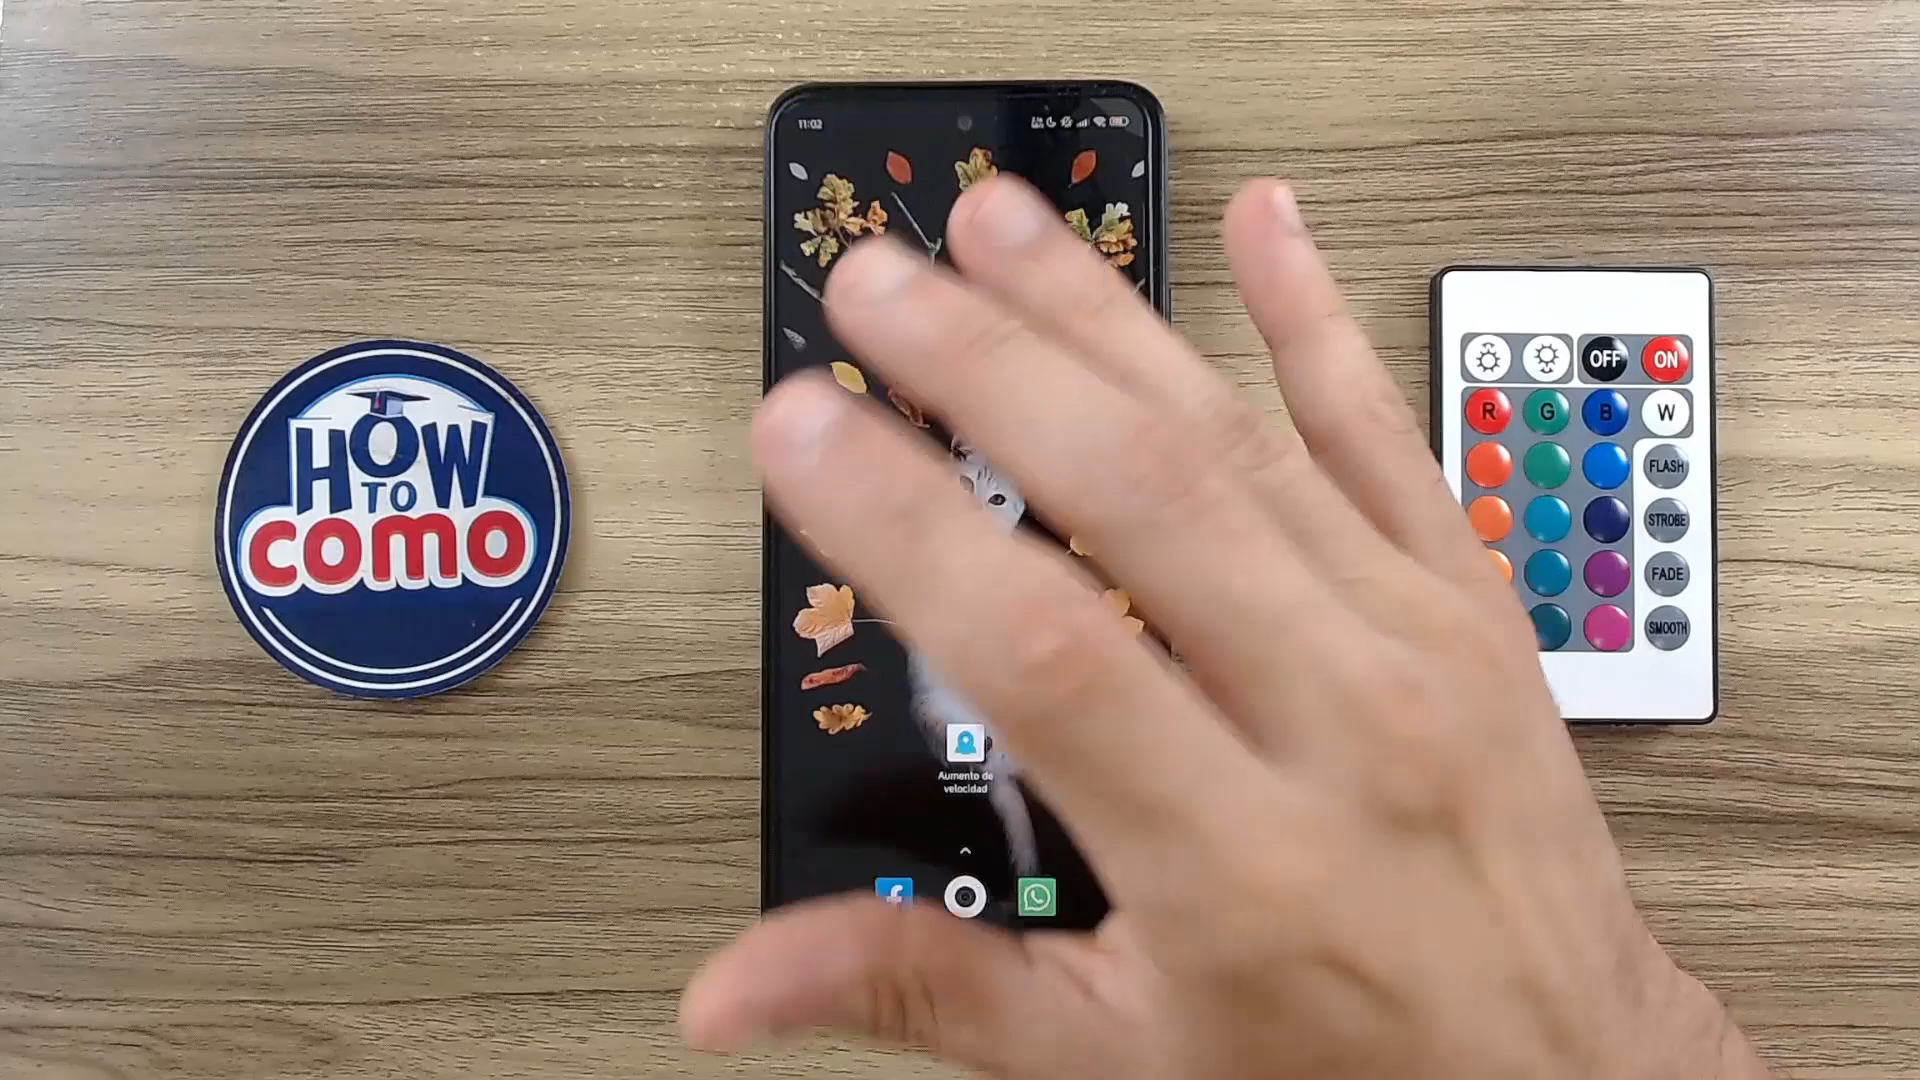 11:02
HOW
TO
COMO
Aumento de
velocidad
OFF ON
R G B W
FLASH
STROBE
FADE
SMOOTH